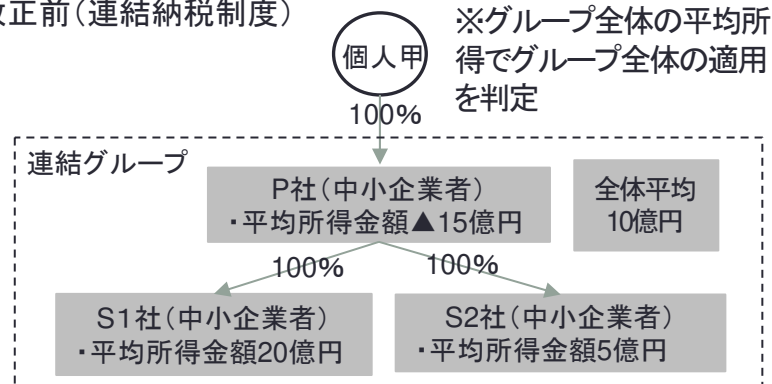 改正前(連結納税制度)
※グループ全体の平均所
得でグループ全体の適用
を判定
個人甲
100%
連結グループ
P社(中小企業者)
・平均所得金額▲15億円
全体平均
10億円
100%
100%
S1社(中小企業者)
・平均所得金額20億円
S2社(中小企業者)
・平均所得金額5億円